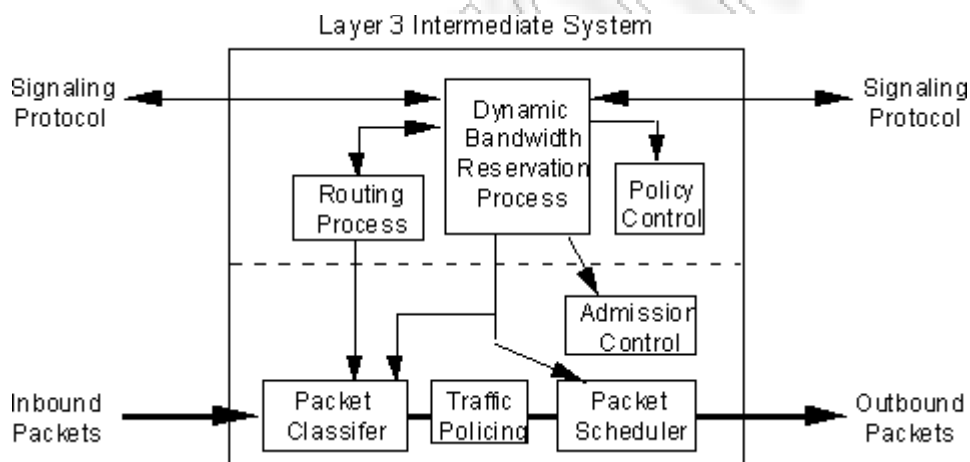 Layer 3 Intermediate System
Signaling
Protocol
Dynamic
Bandwidth
Reservation
Process
Signaling
Protocol
Routing
Process
Policy
Control
Admission
Control
Inbound
Packets
Packet
Classifer
Traffic
Policing
Packet
Scheduler
Outbound
Packets